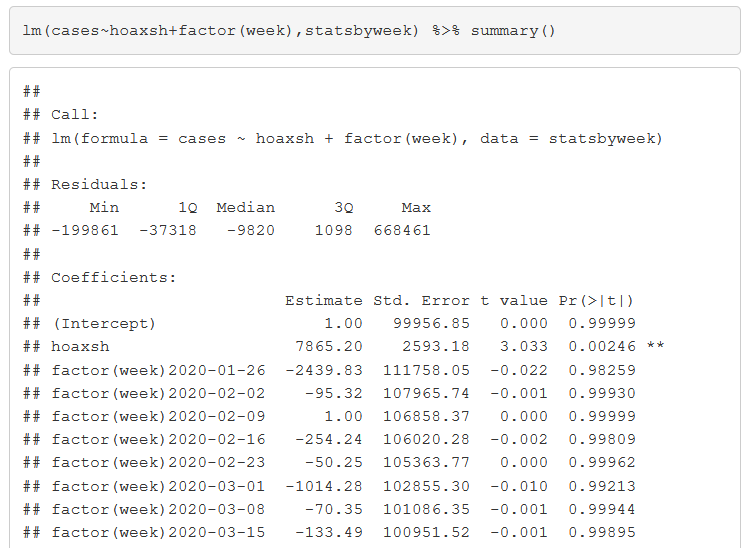 lm(cases~hoaxsh+factor(week),statsbyweek) %>% summary()
##
## Call:
## lm(formula = cases ~ hoaxsh + factor(week), data = statsbyweek)
##
## Residuals:
##     Min      1Q  Median      3Q     Max
## -199861  -37318   -9820    1098  668461
##
## Coefficients:
##                        Estimate Std. Error t value Pr(>|t|)
## (Intercept)                1.00   99956.85   0.000  0.99999
## hoaxsh                  7865.20    2593.18   3.033  0.00246 **
## factor(week)2020-01-26 -2439.83  111758.05  -0.022  0.98259
## factor(week)2020-02-02   -95.32  107965.74  -0.001  0.99930
## factor(week)2020-02-09     1.00  106858.37   0.000  0.99999
## factor(week)2020-02-16  -254.24  106020.28  -0.002  0.99809
## factor(week)2020-02-23   -50.25  105363.77   0.000  0.99962
## factor(week)2020-03-01 -1014.28  102855.30  -0.010  0.99213
## factor(week)2020-03-08   -70.35  101086.35  -0.001  0.99944
## factor(week)2020-03-15  -133.49  100951.52  -0.001  0.99895